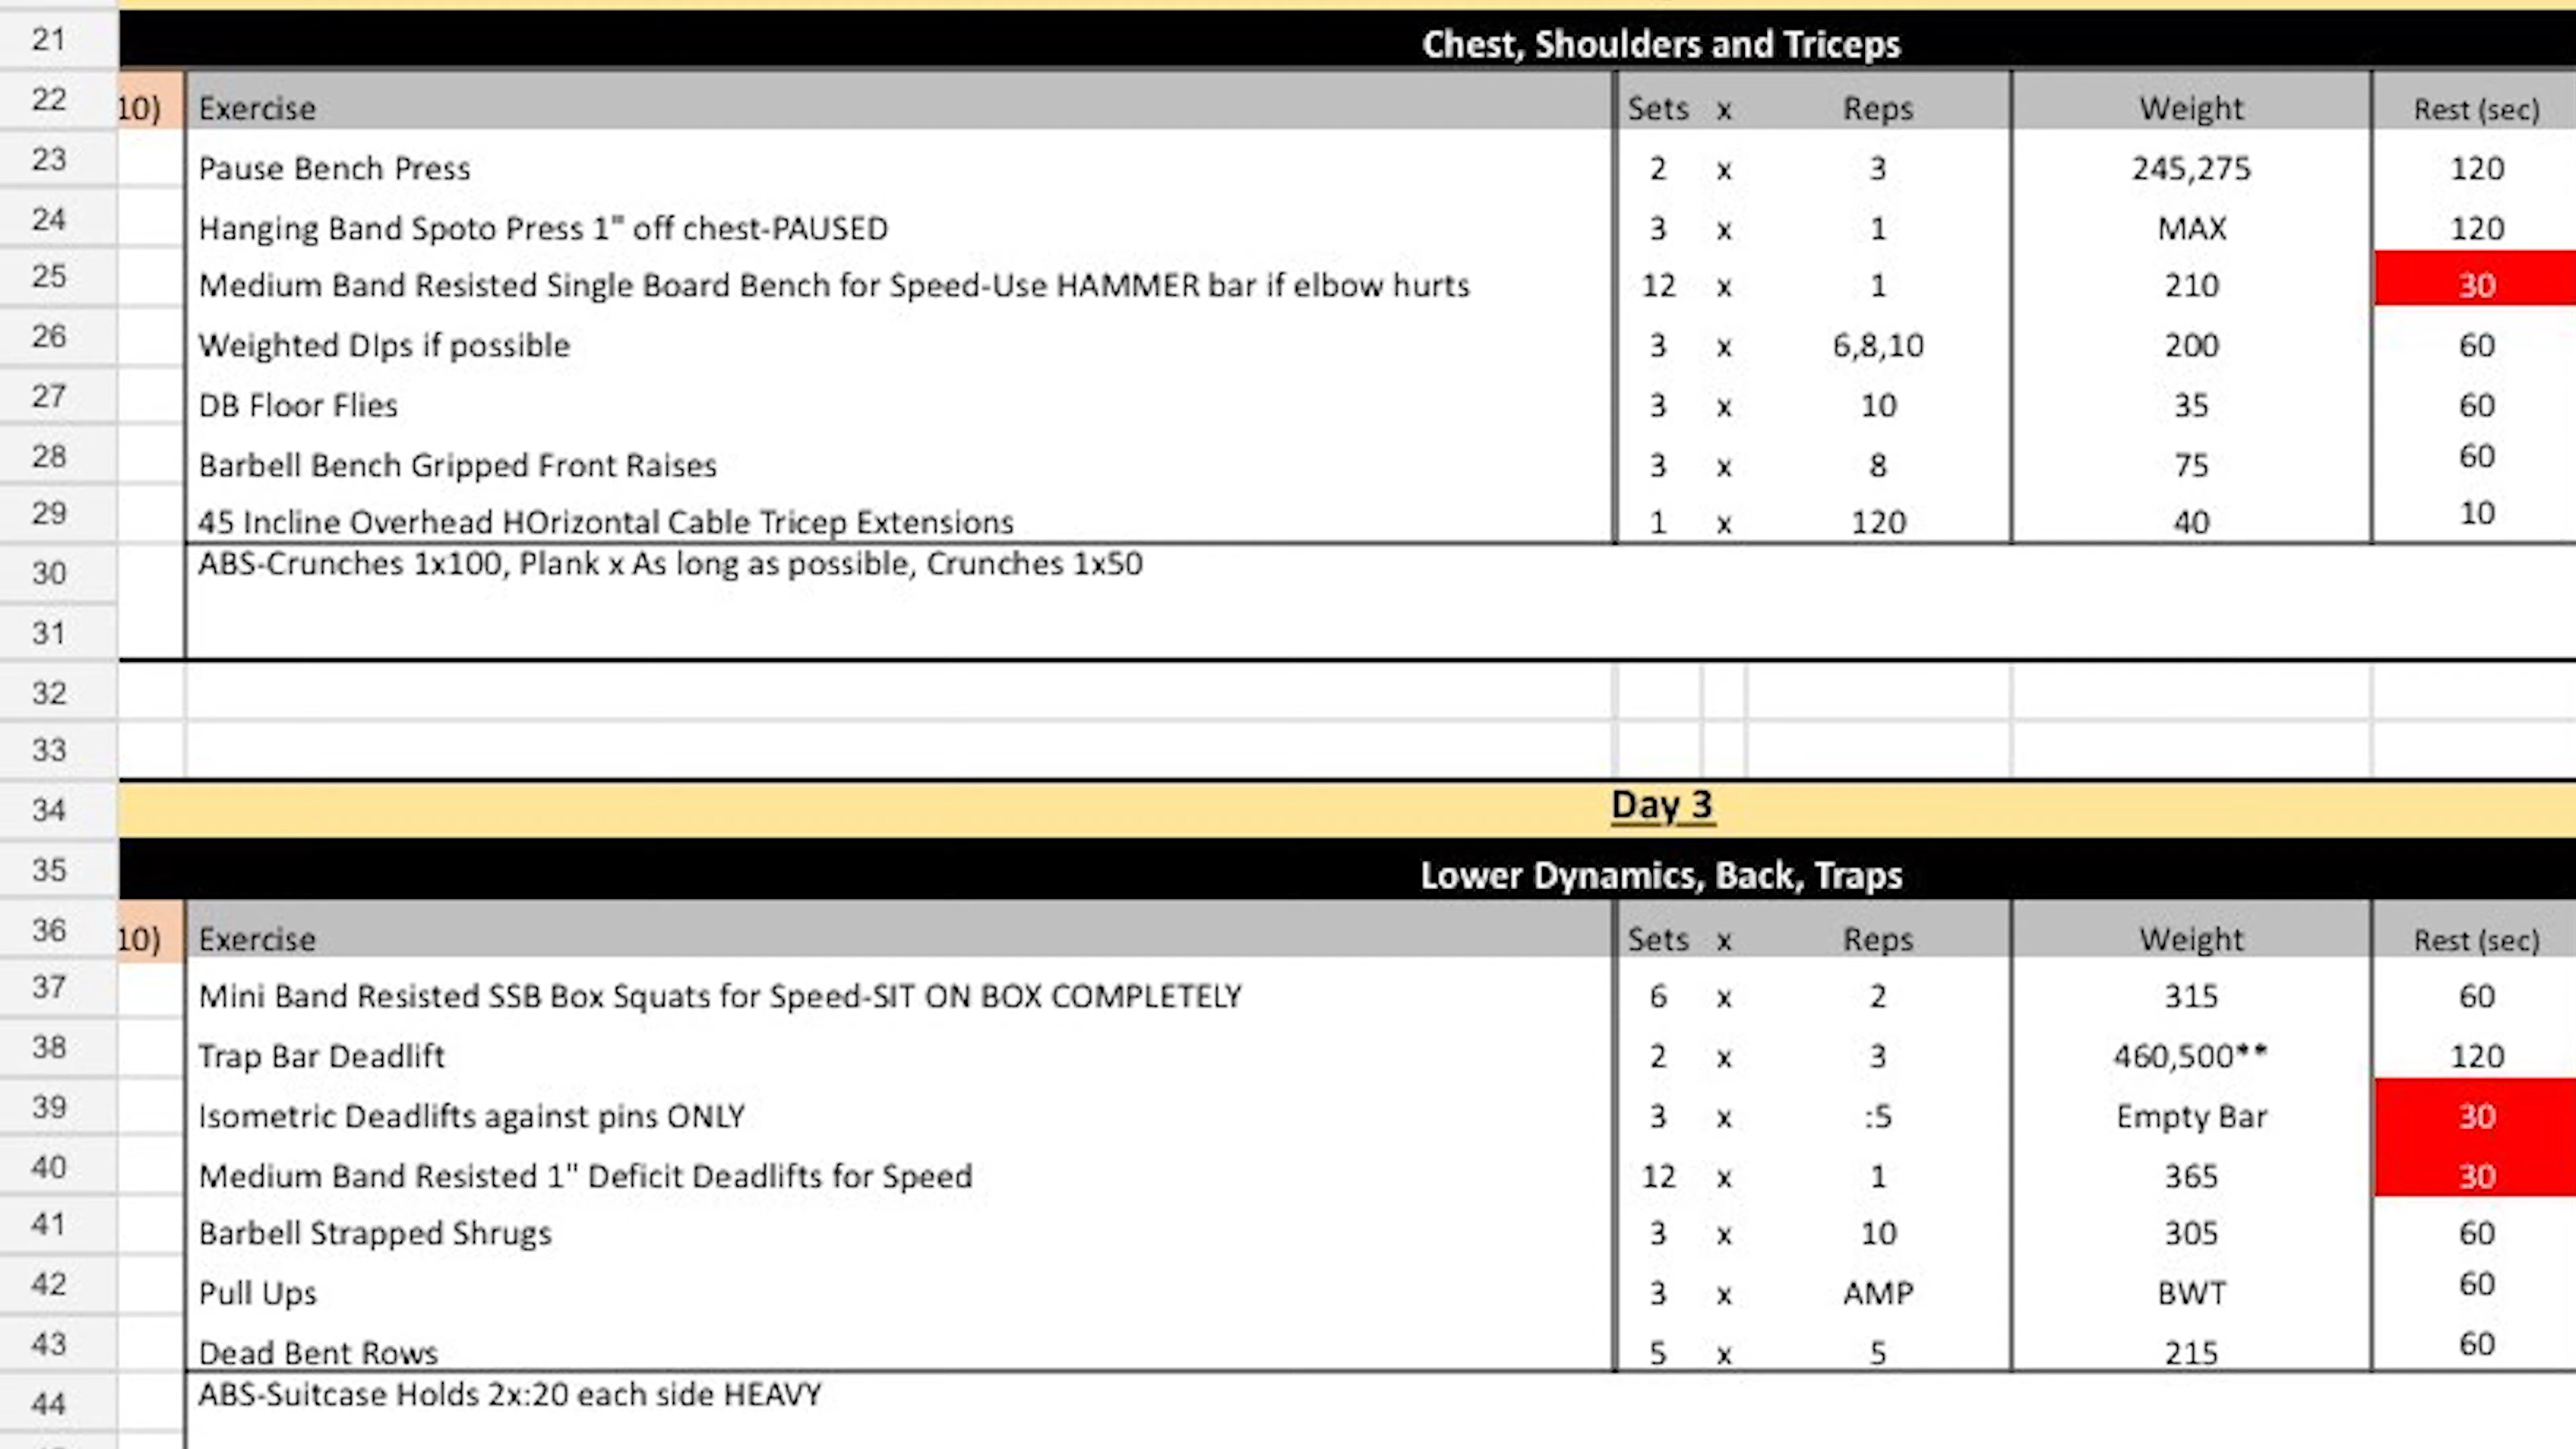 21 Chest, Shoulders and Triceps
22 10) Exercise Sets x Reps Weight Rest (sec)
23 Pause Bench Press 2 x 3 245,275 120
24 Hanging Band Spoto Press 1" off chest-PAUSED 3 x 1 MAX 120
25 Medium Band Resisted Single Board Bench for Speed-Use HAMMER bar if elbow hurts 12 x 1 210 30
26 Weighted DIps if possible 3 x 6,8,10 200 60
27 DB Floor Flies 3 x 10 35 60
28 Barbell Bench Gripped Front Raises 3 x 8 75 60
29 45 Incline Overhead HOrizontal Cable Tricep Extensions 1 x 120 40 10
30 ABS-Crunches 1x100, Plank x As long as possible, Crunches 1x50
31
32
33
34 Day 3
35 Lower Dynamics, Back, Traps
36 10) Exercise Sets x Reps Weight Rest (sec)
37 Mini Band Resisted SSB Box Squats for Speed-SIT ON BOX COMPLETELY 6 x 2 315 60
38 Trap Bar Deadlift 2 x 3 460,500** 120
39 Isometric Deadlifts against pins ONLY 3 x :5 Empty Bar 30
40 Medium Band Resisted 1" Deficit Deadlifts for Speed 12 x 1 365 30
41 Barbell Strapped Shrugs 3 x 10 305 60
42 Pull Ups 3 x AMP BWT 60
43 Dead Bent Rows 5 x 5 215 60
44 ABS-Suitcase Holds 2x:20 each side HEAVY